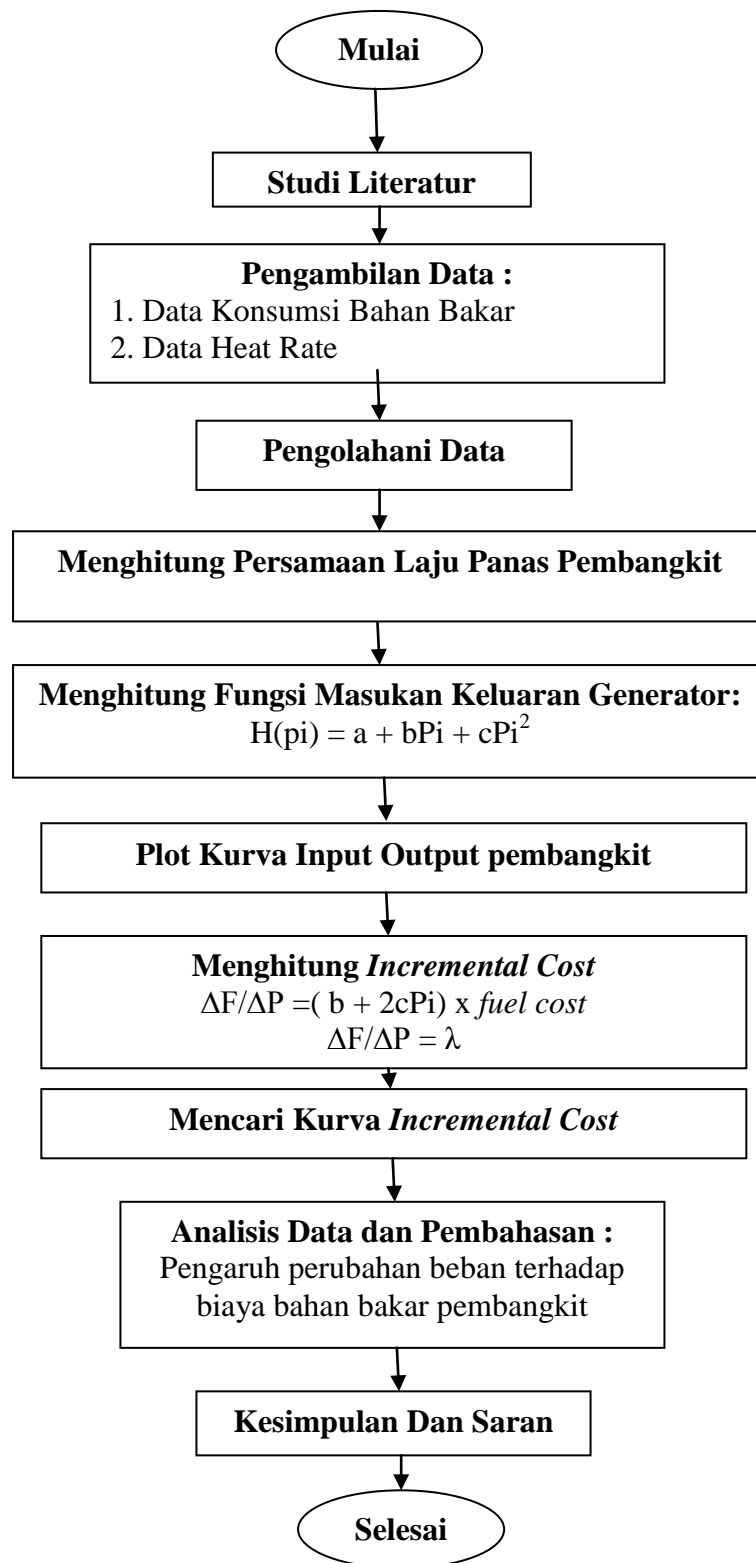 Mulai
Studi Literatur
Pengambilan Data :
1. Data Konsumsi Bahan Bakar
2. Data Heat Rate
Pengolahani Data
Menghitung Persamaan Laju Panas Pembangkit
Menghitung Fungsi Masukan Keluaran Generator:
H(pi) = a + bPi + cPi²
Plot Kurva Input Output pembangkit
Menghitung Incremental Cost
ΔF/ΔP =( b + 2cPi) x fuel cost
ΔF/ΔP = λ
Mencari Kurva Incremental Cost
Analisis Data dan Pembahasan :
Pengaruh perubahan beban terhadap
biaya bahan bakar pembangkit
Kesimpulan Dan Saran
Selesai